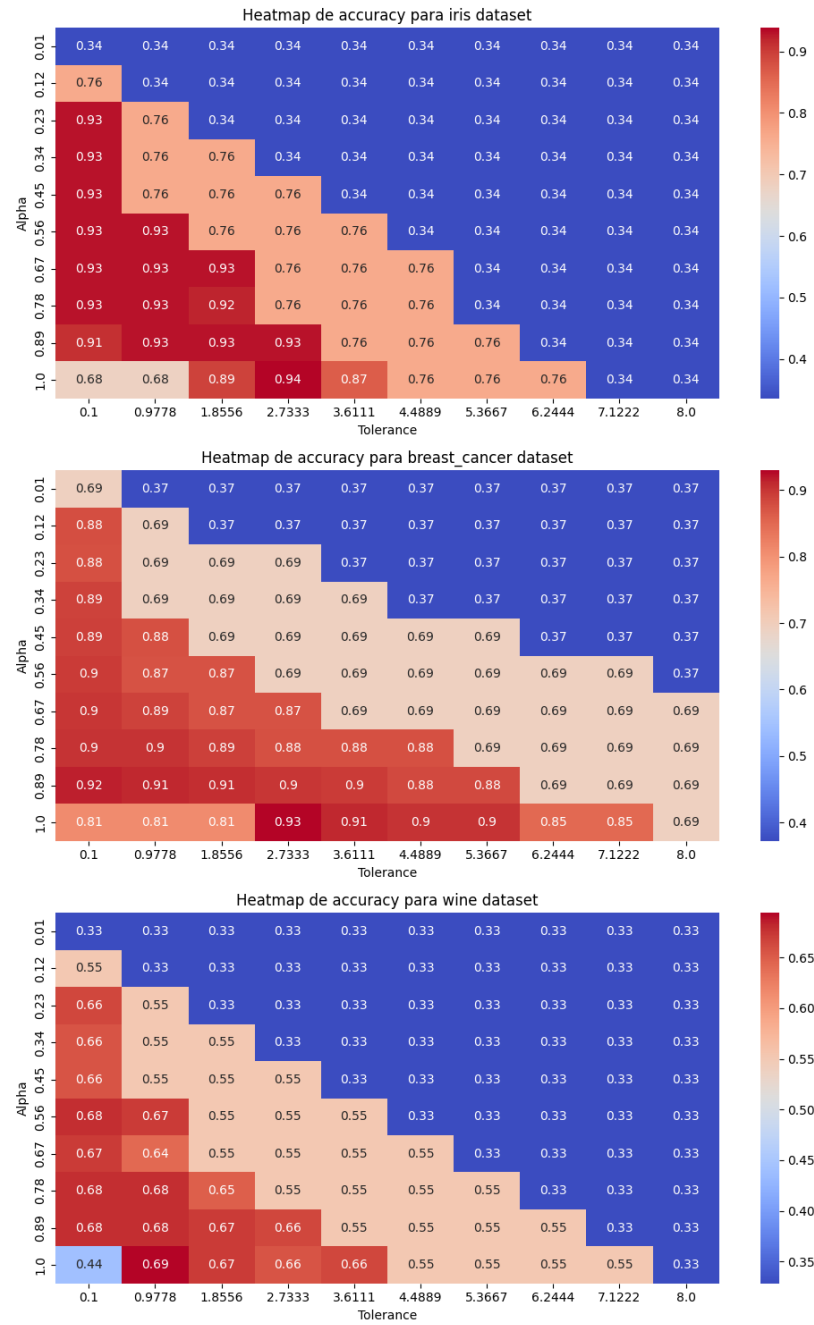 Heatmap de accuracy para iris dataset
0.01 0.34 0.34 0.34 0.34 0.34 0.34 0.34 0.34 0.34 0.34
0.12 0.76 0.34 0.34 0.34 0.34 0.34 0.34 0.34 0.34 0.34
0.23 0.93 0.76 0.34 0.34 0.34 0.34 0.34 0.34 0.34 0.34
0.34 0.93 0.76 0.76 0.34 0.34 0.34 0.34 0.34 0.34 0.34
0.45 0.93 0.76 0.76 0.76 0.34 0.34 0.34 0.34 0.34 0.34
Alpha
0.56 0.93 0.93 0.76 0.76 0.76 0.34 0.34 0.34 0.34 0.34
0.67 0.93 0.93 0.93 0.76 0.76 0.76 0.34 0.34 0.34 0.34
0.78 0.93 0.93 0.92 0.76 0.76 0.76 0.34 0.34 0.34 0.34
0.89 0.91 0.93 0.93 0.93 0.76 0.76 0.76 0.34 0.34 0.34
1.0 0.68 0.68 0.89 0.94 0.87 0.76 0.76 0.76 0.34 0.34
0.1 0.9778 1.8556 2.7333 3.6111 4.4889 5.3667 6.2444 7.1222 8.0
Tolerance
0.9
0.8
0.7
0.6
0.5
0.4
Heatmap de accuracy para breast_cancer dataset
0.01 0.69 0.37 0.37 0.37 0.37 0.37 0.37 0.37 0.37 0.37
0.12 0.88 0.69 0.37 0.37 0.37 0.37 0.37 0.37 0.37 0.37
0.23 0.88 0.69 0.69 0.69 0.37 0.37 0.37 0.37 0.37 0.37
0.34 0.89 0.69 0.69 0.69 0.69 0.37 0.37 0.37 0.37 0.37
0.45 0.89 0.88 0.69 0.69 0.69 0.69 0.69 0.37 0.37 0.37
Alpha
0.56 0.9 0.87 0.87 0.69 0.69 0.69 0.69 0.69 0.69 0.37
0.67 0.9 0.89 0.87 0.87 0.69 0.69 0.69 0.69 0.69 0.69
0.78 0.9 0.9 0.89 0.88 0.88 0.88 0.69 0.69 0.69 0.69
0.89 0.92 0.91 0.91 0.9 0.9 0.88 0.88 0.69 0.69 0.69
1.0 0.81 0.81 0.81 0.93 0.91 0.9 0.9 0.85 0.85 0.69
0.1 0.9778 1.8556 2.7333 3.6111 4.4889 5.3667 6.2444 7.1222 8.0
Tolerance
0.9
0.8
0.7
0.6
0.5
0.4
Heatmap de accuracy para wine dataset
0.01 0.33 0.33 0.33 0.33 0.33 0.33 0.33 0.33 0.33 0.33
0.12 0.55 0.33 0.33 0.33 0.33 0.33 0.33 0.33 0.33 0.33
0.23 0.66 0.55 0.33 0.33 0.33 0.33 0.33 0.33 0.33 0.33
0.34 0.66 0.55 0.55 0.33 0.33 0.33 0.33 0.33 0.33 0.33
0.45 0.66 0.55 0.55 0.55 0.33 0.33 0.33 0.33 0.33 0.33
Alpha
0.56 0.68 0.67 0.55 0.55 0.55 0.33 0.33 0.33 0.33 0.33
0.67 0.67 0.64 0.55 0.55 0.55 0.55 0.33 0.33 0.33 0.33
0.78 0.68 0.68 0.65 0.55 0.55 0.55 0.55 0.33 0.33 0.33
0.89 0.68 0.68 0.67 0.66 0.55 0.55 0.55 0.55 0.33 0.33
1.0 0.44 0.69 0.67 0.66 0.66 0.55 0.55 0.55 0.55 0.33
0.1 0.9778 1.8556 2.7333 3.6111 4.4889 5.3667 6.2444 7.1222 8.0
Tolerance
0.65
0.60
0.55
0.50
0.45
0.40
0.35